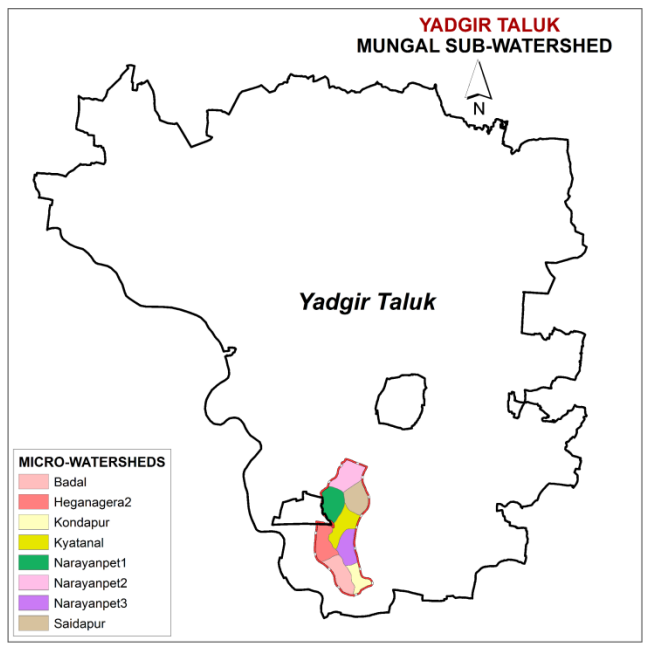 YADGIR TALUK
MUNGAL SUB-WATERSHED
N
Yadgir Taluk
MICRO-WATERSHEDS
Badal
Heganagera2
Kondapur
Kyatanal
Narayanpet1
Narayanpet2
Narayanpet3
Saidapur